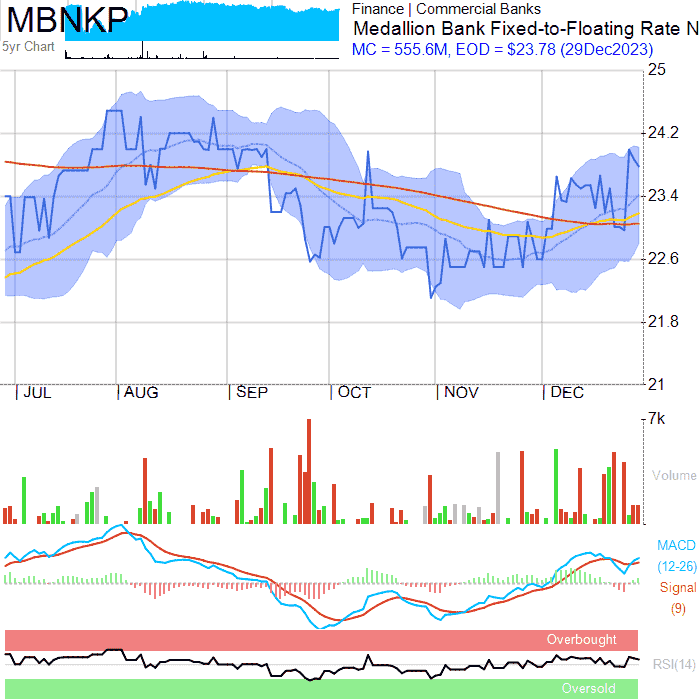 MBNKP
5yr Chart
Finance | Commercial Banks
Medallion Bank Fixed-to-Floating Rate N
MC = 555.6M, EOD = $23.78 (29Dec2023)
25
24.2
23.4
22.6
21.8
21
JUL AUG SEP OCT NOV DEC
7k
Volume
MACD
(12-26)
Signal
(9)
Overbought
RSI(14)
Oversold